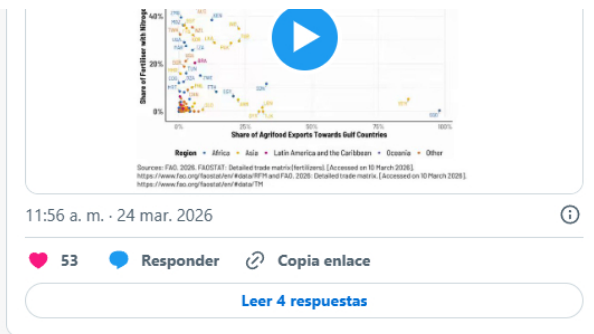 40%
20%
0%
Share of Fertiliser with Nitroge
0% 25% 50% 75% 100%
Share of Agrifood Exports Towards Gulf Countries
Region • Africa • Asia • Latin America and the Caribbean • Oceania • Other
Sources: FAO. 2026. FAOSTAT: Detailed trade matrix (fertilizers). [Accessed on 10 March 2026].
https://www.fao.org/faostat/en/#data/RFM and FAO. 2026: Detailed trade matrix. [Accessed on 10 March 2026].
https://www.fao.org/faostat/en/#data/TM
11:56 a. m. · 24 mar. 2026
53 Responder Copia enlace
Leer 4 respuestas